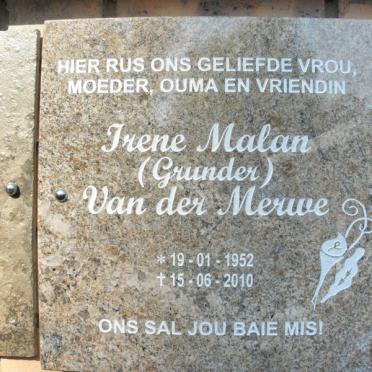 HIER RUS ONS GELIEFDE VROU,
MOEDER, OUMA EN VRIENDIN
Irene Malan
(Grunder)
Van der Merwe
* 19 - 01 - 1952
✝ 15 - 06 - 2010
ONS SAL JOU BAIE MIS!